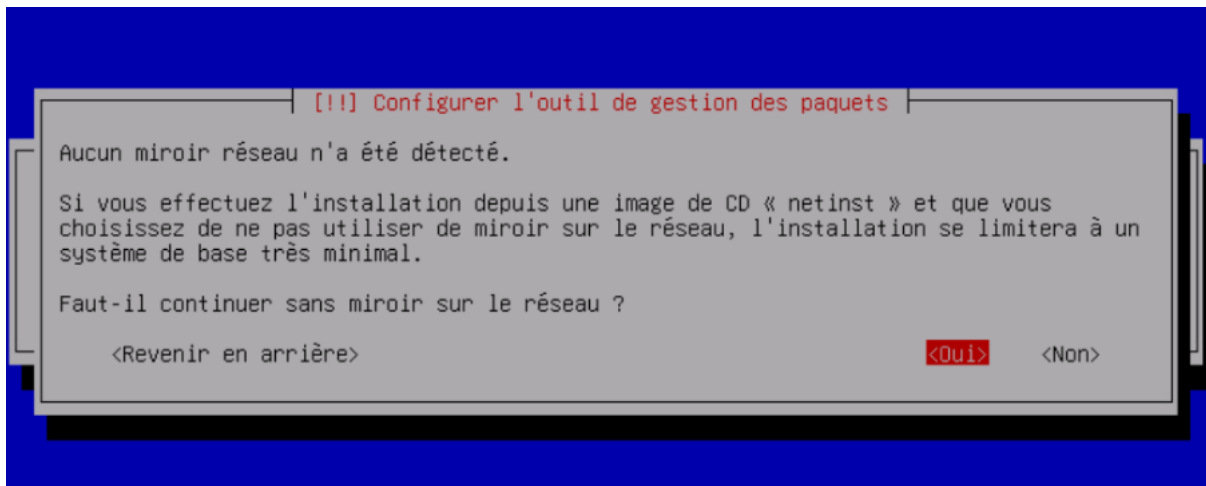 [!!] Configurer l'outil de gestion des paquets
Aucun miroir réseau n'a été détecté.
Si vous effectuez l'installation depuis une image de CD « netinst » et que vous
choisissez de ne pas utiliser de miroir sur le réseau, l'installation se limitera à un
système de base très minimal.
Faut-il continuer sans miroir sur le réseau ?
<Revenir en arrière> <Oui> <Non>